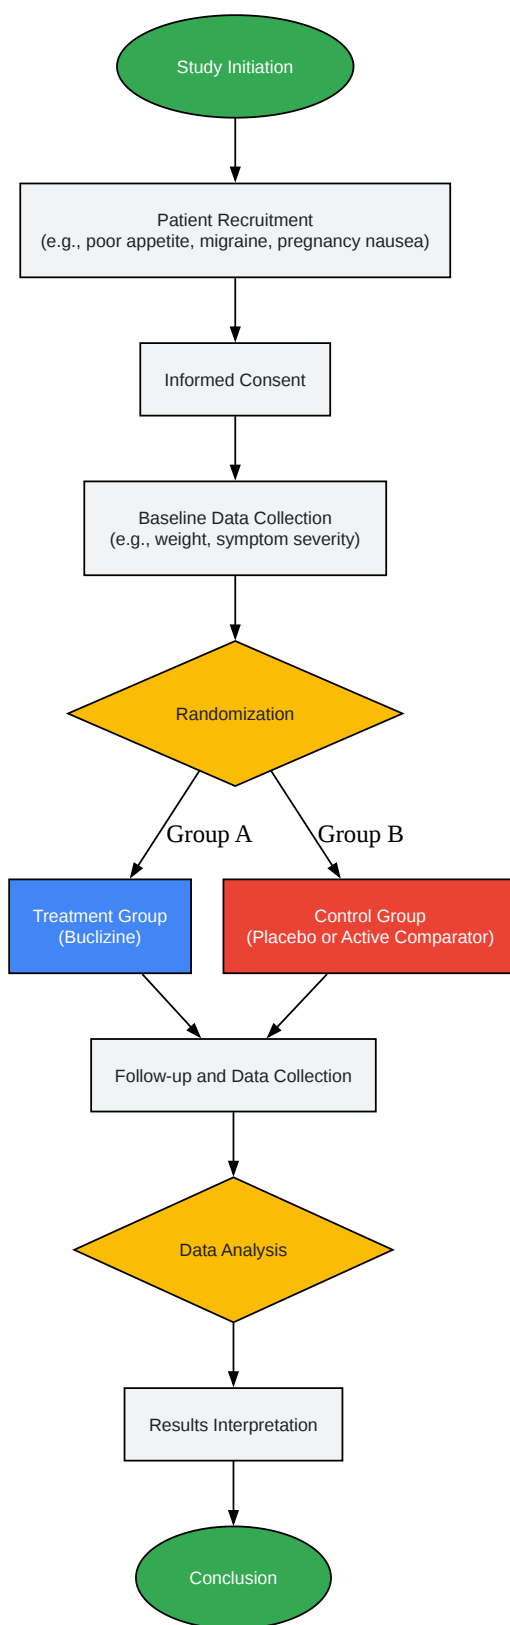 Study Initiation
Patient Recruitment
(e.g., poor appetite, migraine, pregnancy nausea)
Informed Consent
Baseline Data Collection
(e.g., weight, symptom severity)
Randomization
Group A
Group B
Treatment Group
(Buclizine)
Control Group
(Placebo or Active Comparator)
Follow-up and Data Collection
Data Analysis
Results Interpretation
Conclusion